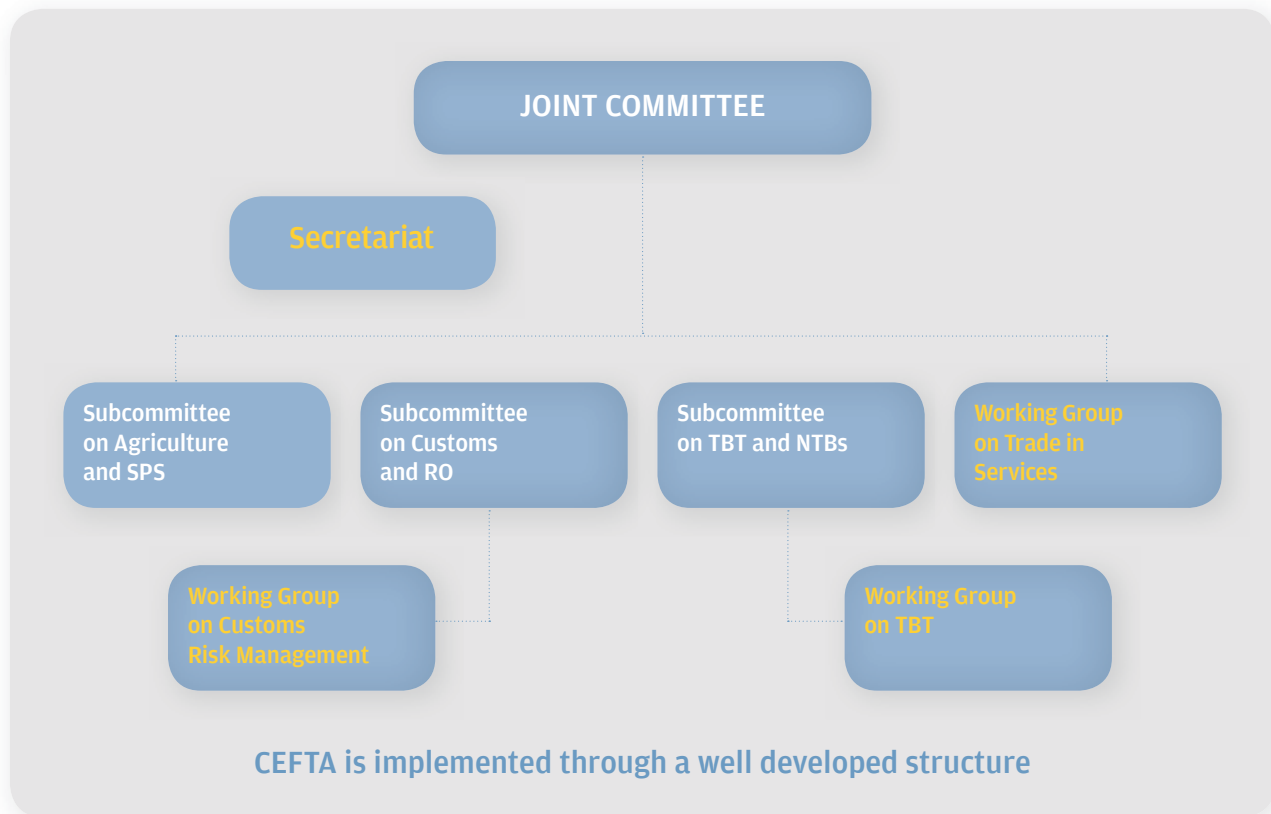 JOINT COMMITTEE
Secretariat
Subcommittee
on Agriculture
and SPS
Subcommittee
on Customs
and RO
Subcommittee
on TBT and NTBs
Working Group
on Trade in
Services
Working Group
on Customs
Risk Management
Working Group
on TBT
CEFTA is implemented through a well developed structure